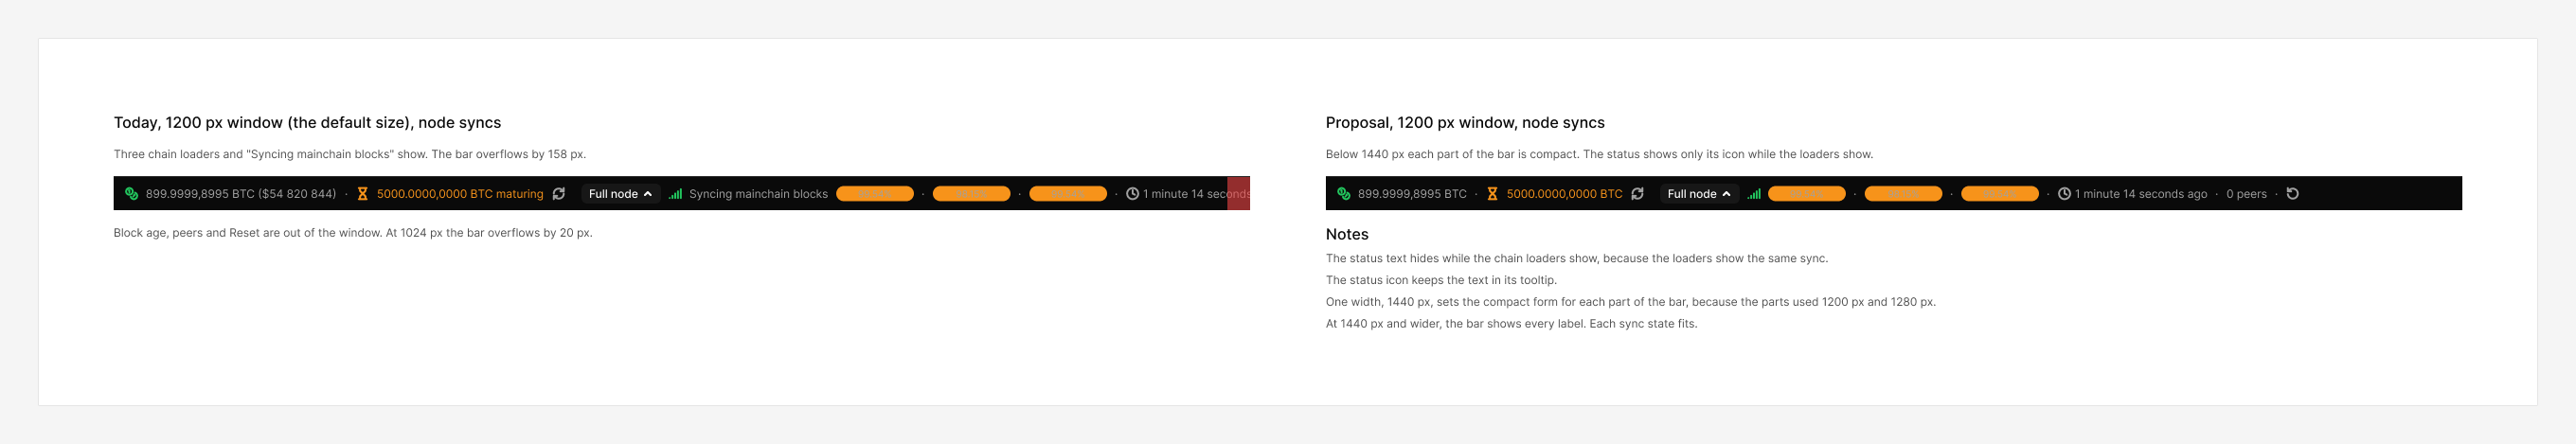 Today, 1200 px window (the default size), node syncs
Three chain loaders and "Syncing mainchain blocks" show. The bar overflows by 158 px.
899.9999,8995 BTC ($54 820 844) · 5000.0000,0000 BTC maturing Full node Syncing mainchain blocks · · · 1 minute 14 seconds
Block age, peers and Reset are out of the window. At 1024 px the bar overflows by 20 px.
Proposal, 1200 px window, node syncs
Below 1440 px each part of the bar is compact. The status shows only its icon while the loaders show.
899.9999,8995 BTC · 5000.0000,0000 BTC Full node · · · 1 minute 14 seconds ago · 0 peers ·
Notes
The status text hides while the chain loaders show, because the loaders show the same sync.
The status icon keeps the text in its tooltip.
One width, 1440 px, sets the compact form for each part of the bar, because the parts used 1200 px and 1280 px.
At 1440 px and wider, the bar shows every label. Each sync state fits.